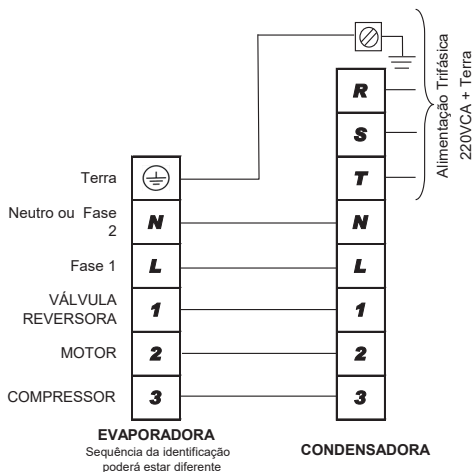 R
S
T
Alimentação Trifásica
220VCA + Terra
Terra
Neutro ou Fase
2
N
N
Fase 1
L
L
VÁLVULA
REVERSORA
1
1
MOTOR
2
2
COMPRESSOR
3
3
EVAPORADORA
Sequência da identificação
poderá estar diferente
CONDENSADORA